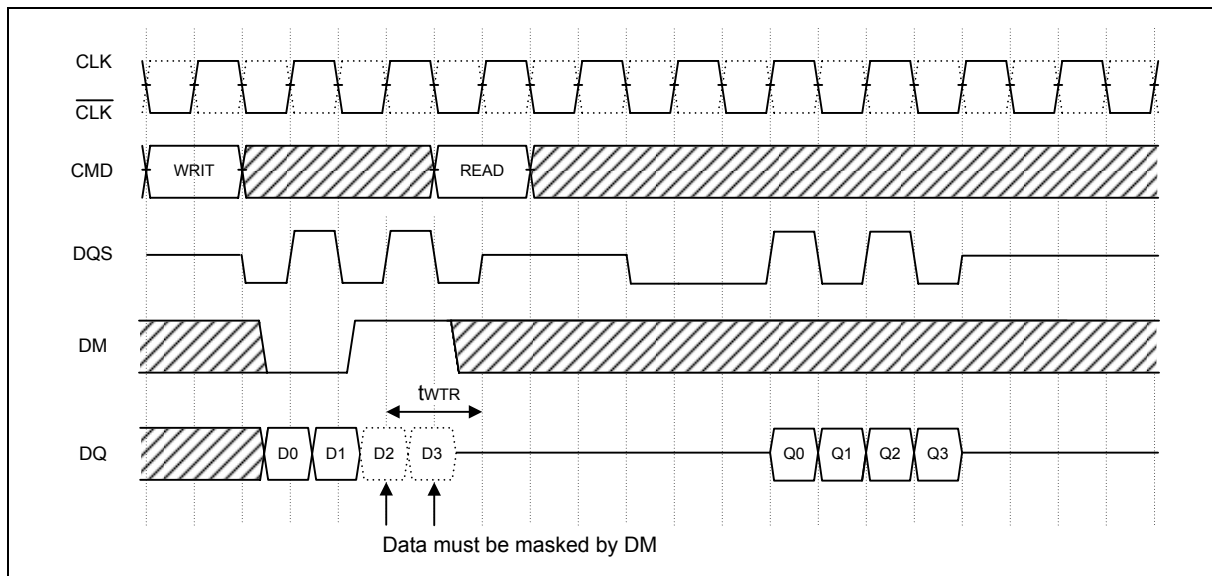 CLK
CLK
CMD WRIT READ
DQS
DM
tWTR
DQ D0 D1 D2 D3 Q0 Q1 Q2 Q3
Data must be masked by DM